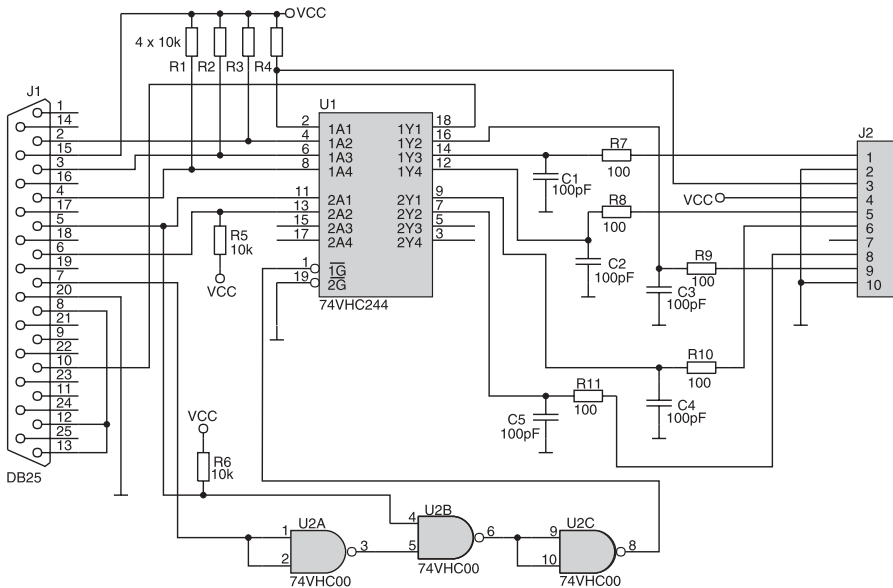 VCC
4 x 10k
R1 R2 R3 R4
J1
1
14
2
15
3
16
4
17
5
18
6
19
7
20
8
21
9
22
10
23
11
24
12
25
13
DB25
U1
2 1A1 1Y1 18
4 1A2 1Y2 16
6 1A3 1Y3 14
8 1A4 1Y4 12
11 2A1 2Y1 9
13 2A2 2Y2 7
15 2A3 2Y3 5
17 2A4 2Y4 3
1 1G
19 2G
74VHC244
R5
10k
VCC
C1
100pF
R7
100
R8
100
C2
100pF
R9
100
C3
100pF
R10
100
C4
100pF
R11
100
C5
100pF
VCC
J2
1
2
3
4
5
6
7
8
9
10
VCC
R6
10k
U2A
1
2
3
74VHC00
U2B
4
5
6
74VHC00
U2C
9
10
8
74VHC00